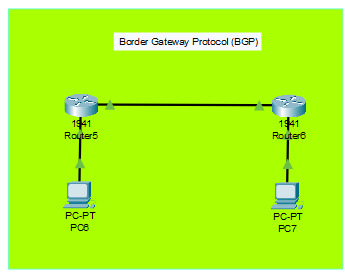 Border Gateway Protocol (BGP)
1941
Router5
1941
Router6
PC-PT
PC6
PC-PT
PC7